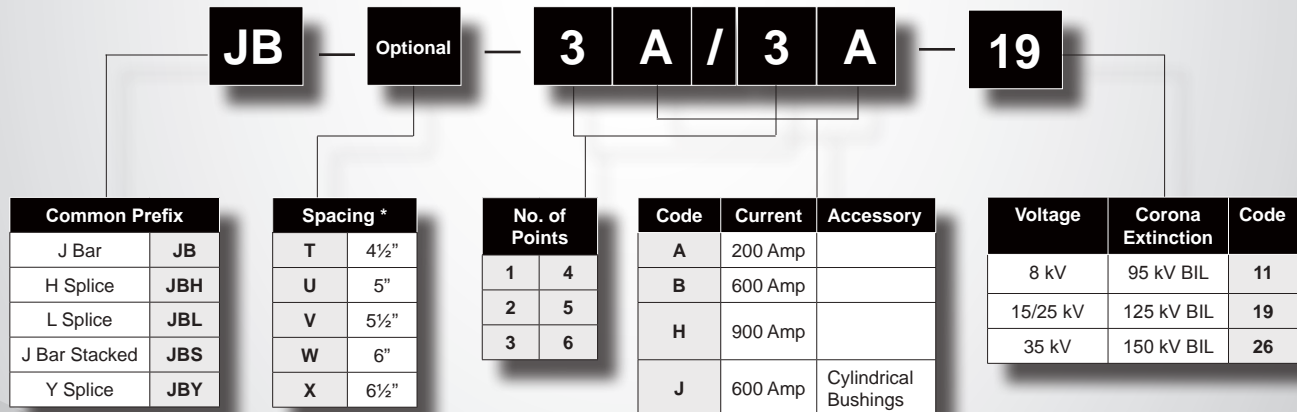 JB — Optional — 3 A / 3 A — 19
Common Prefix
J Bar JB
H Splice JBH
L Splice JBL
J Bar Stacked JBS
Y Splice JBY
Spacing *
T 4½”
U 5”
V 5½”
W 6”
X 6½”
No. of
Points
1 4
2 5
3 6
Code Current Accessory
A 200 Amp
B 600 Amp
H 900 Amp
J 600 Amp Cylindrical
Bushings
Voltage Corona Code
Extinction
8 kV 95 kV BIL 11
15/25 kV 125 kV BIL 19
35 kV 150 kV BIL 26